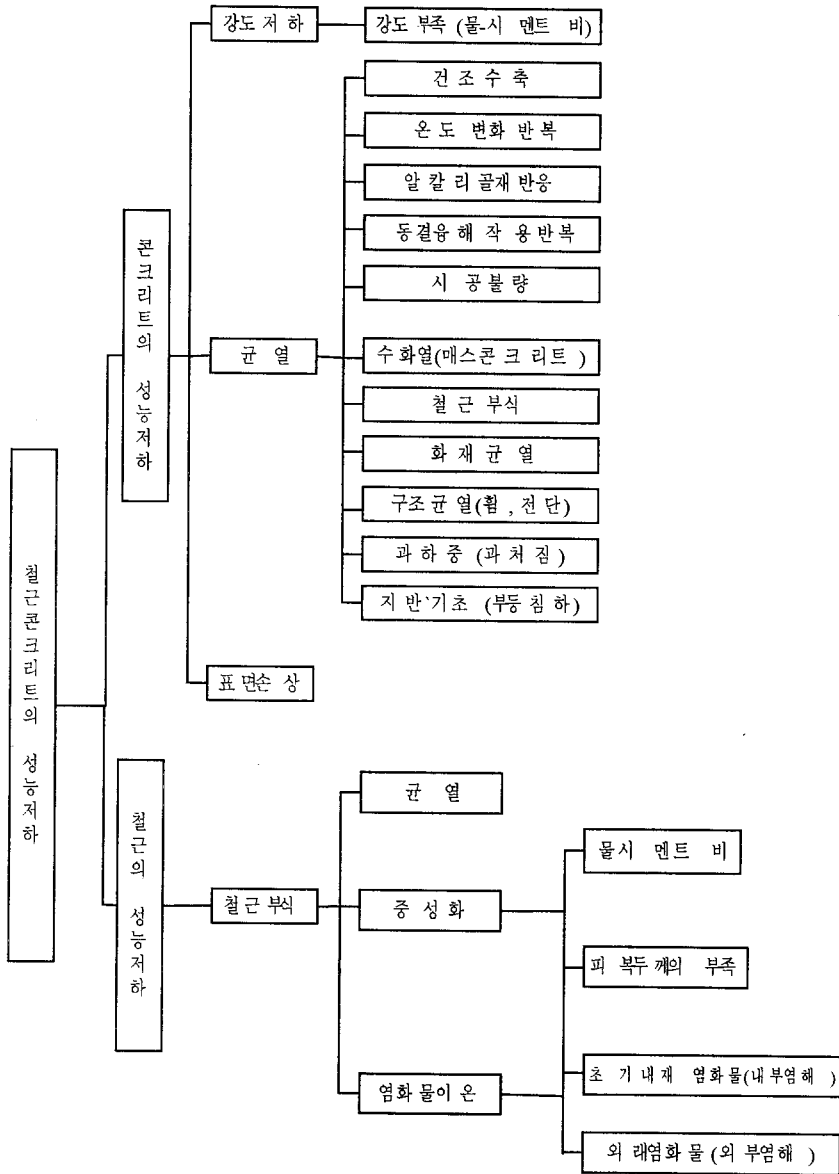 철근콘크리트의 성능저하
콘크리트의 성능저하
강도저하
강도 부족 (물-시멘트 비)
균열
건조수축
온도 변화 반복
알칼리골재반응
동결융해작용반복
시공불량
수화열(매스콘크리트)
철근 부식
화재균열
구조균열(휨, 전단)
과하중 (과처짐)
지반·기초 (부등침하)
표면손상
철근의 성능저하
철근부식
균열
중성화
물시멘트 비
피복두께의 부족
염화물이온
초기내재 염화물(내부염해)
외래염화물(외부염해)